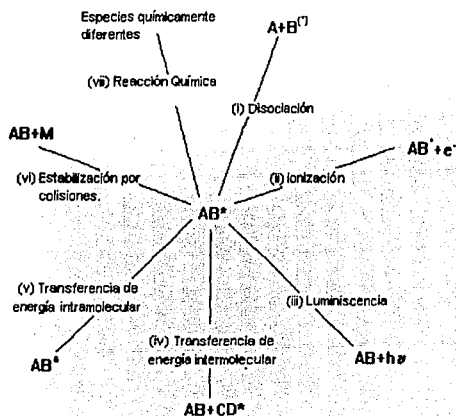 Especies químicamente
diferentes
A+B(*)
(vii) Reacción Química
(i) Disociación
AB+M
AB⁺+e⁻
(vi) Estabilización por
colisiones.
(ii) ionización
AB*
(v) Transferencia de
energía intramolecular
(iii) Luminiscencia
(iv) Transferencia de
energía intermolecular
AB*
AB+hν
AB+CD*